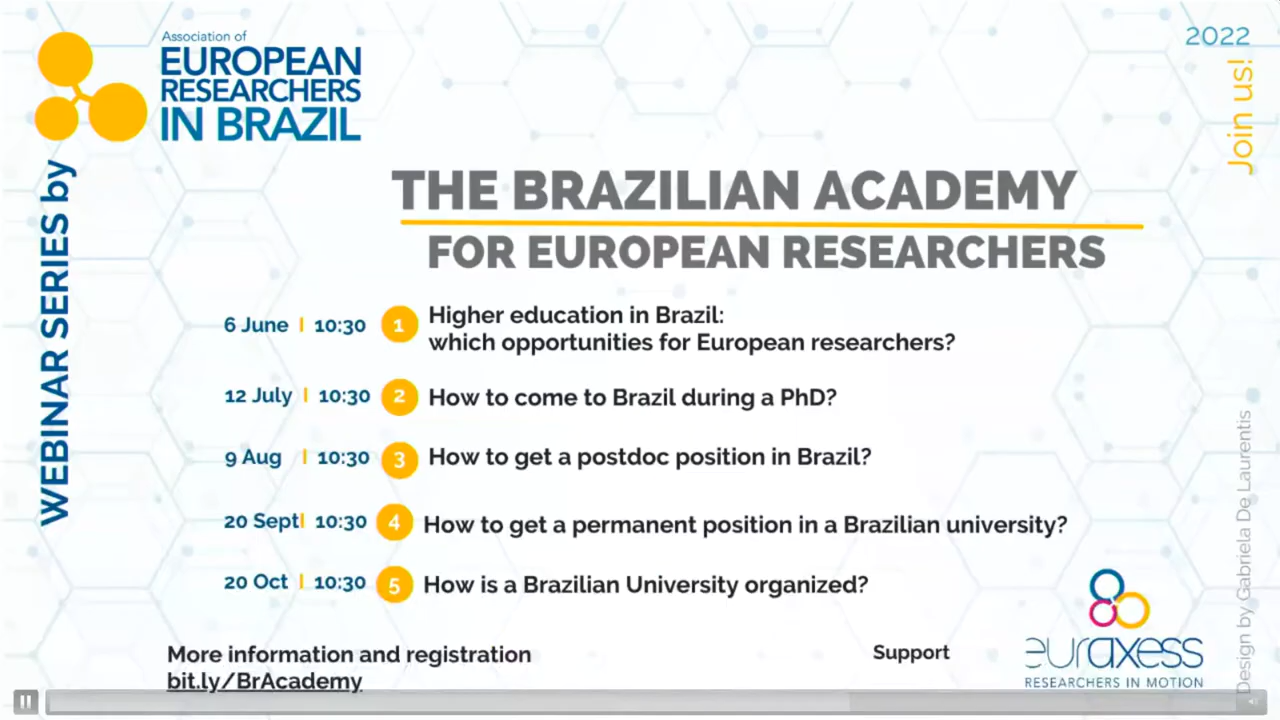 Association of
EUROPEAN
RESEARCHERS
IN BRAZIL
WEBINAR SERIES by
2022
Join us!
THE BRAZILIAN ACADEMY
FOR EUROPEAN RESEARCHERS
6 June | 10:30 1 Higher education in Brazil:
which opportunities for European researchers?
12 July | 10:30 2 How to come to Brazil during a PhD?
9 Aug | 10:30 3 How to get a postdoc position in Brazil?
20 Sept| 10:30 4 How to get a permanent position in a Brazilian university?
20 Oct | 10:30 5 How is a Brazilian University organized?
More information and registration
bit.ly/BrAcademy
Support
euraxess
RESEARCHERS IN MOTION
Design by Gabriela De Laurentis